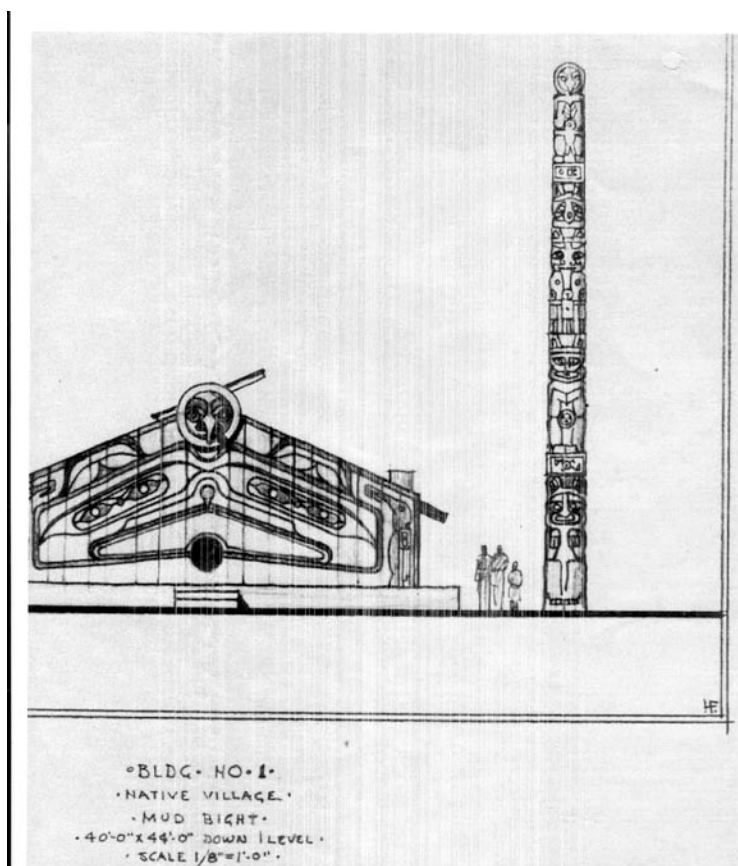 HF.
·BLDG·NO·1·
·NATIVE VILLAGE·
·MUD BIGHT·
·40'-0"X44'-0" DOWN 1 LEVEL·
·SCALE 1/8"=1'-0"·